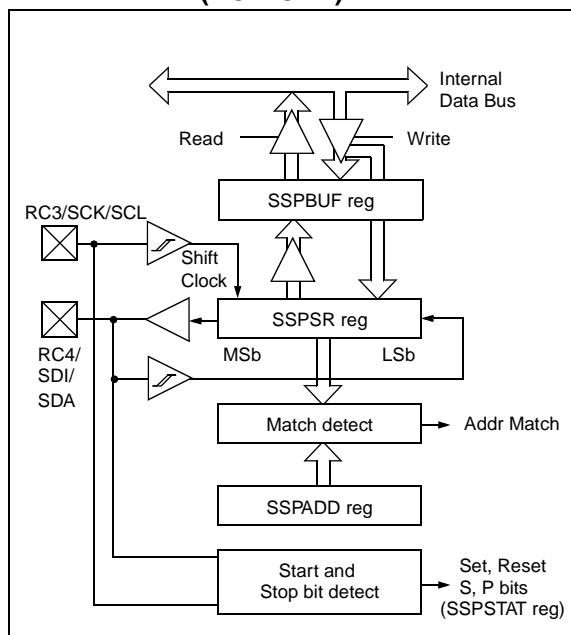 Internal
Data Bus
Read
Write
SSPBUF reg
RC3/SCK/SCL
Shift
Clock
SSPSR reg
MSb
LSb
RC4/
SDI/
SDA
Match detect
Addr Match
SSPADD reg
Start and
Stop bit detect
Set, Reset
S, P bits
(SSPSTAT reg)